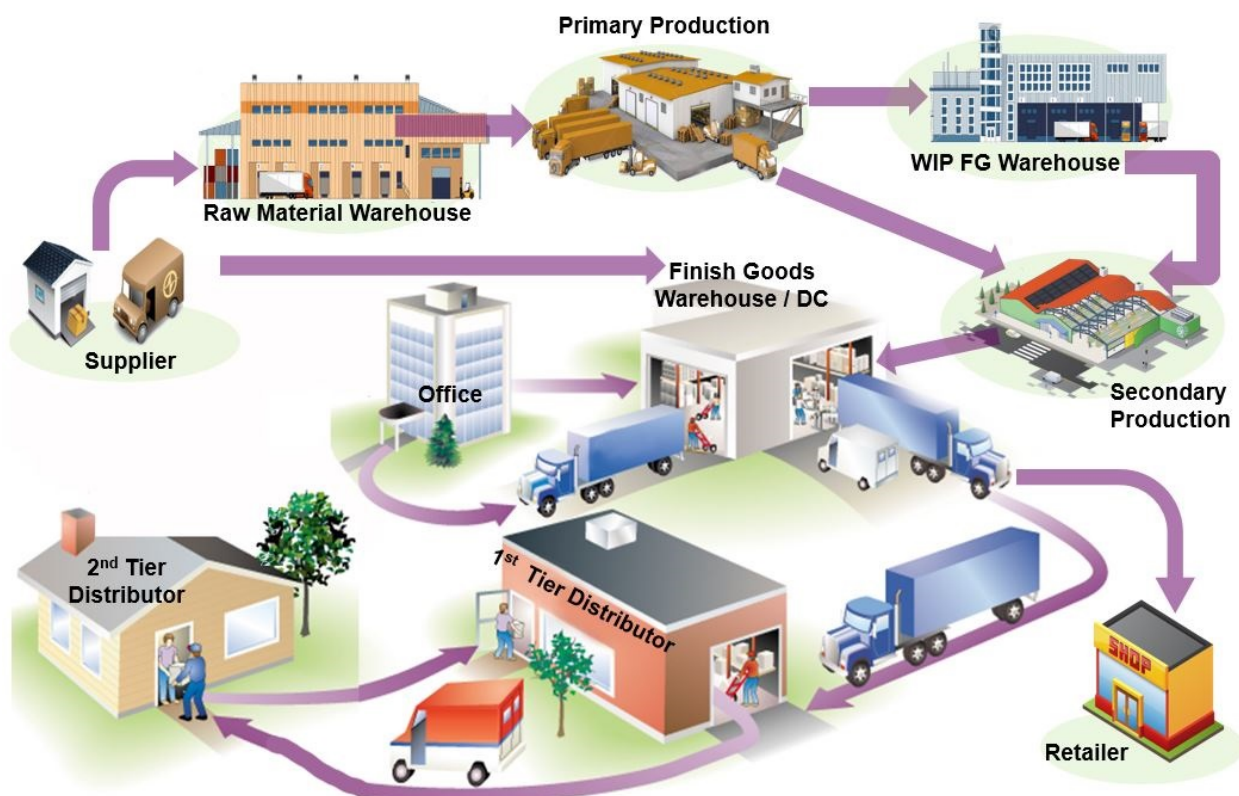 Primary Production
WIP FG Warehouse
Raw Material Warehouse
Finish Goods
Warehouse / DC
Supplier
Office
Secondary
Production
2nd Tier
Distributor
1st Tier Distributor
SHOP
Retailer